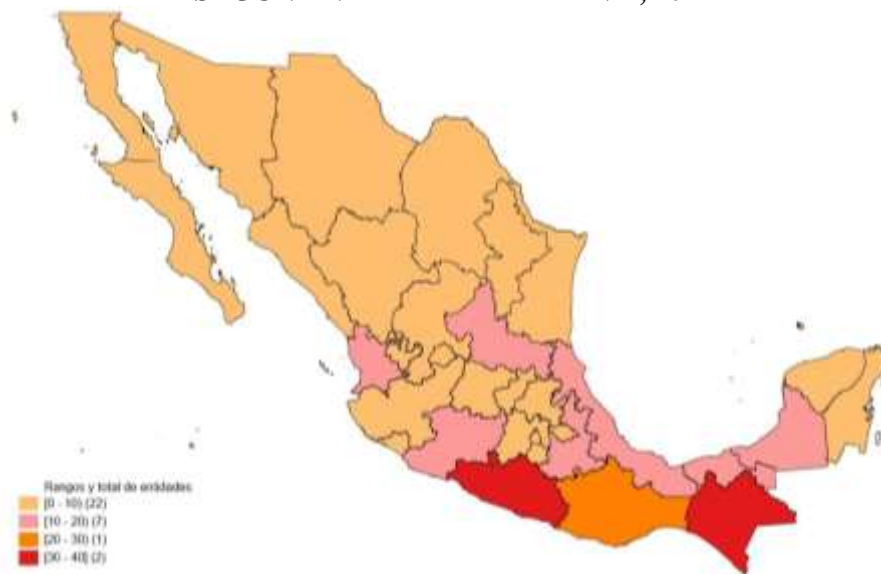 Rangos y total de entidades
[0 - 10) (22)
[10 - 20) (7)
[20 - 30) (1)
[30 - 40] (2)